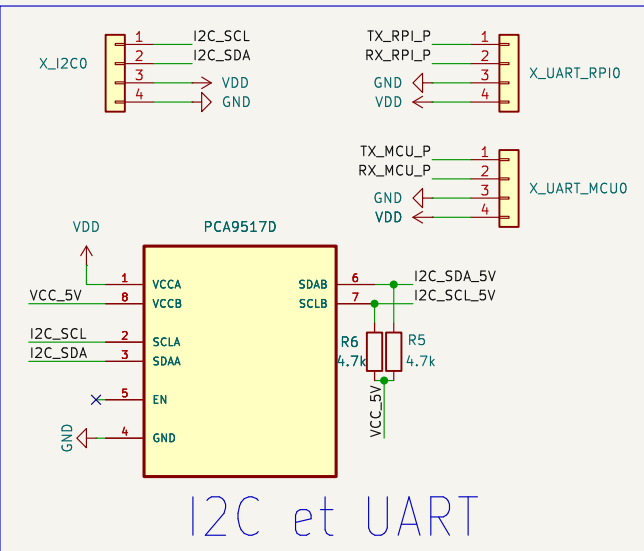 X_I2C0
1 I2C_SCL
2 I2C_SDA
3 VDD
4 GND
TX_RPI_P 1
RX_RPI_P 2
GND 3
VDD 4
X_UART_RPI0
TX_MCU_P 1
RX_MCU_P 2
GND 3
VDD 4
X_UART_MCU0
VDD
PCA9517D
1 VCCA
VCC_5V 8 VCCB
I2C_SCL 2 SCLA
I2C_SDA 3 SDAA
5 EN
GND 4 GND
SDAB 6 I2C_SDA_5V
SCLB 7 I2C_SCL_5V
R6
4.7k
R5
4.7k
VCC_5V
I2C et UART